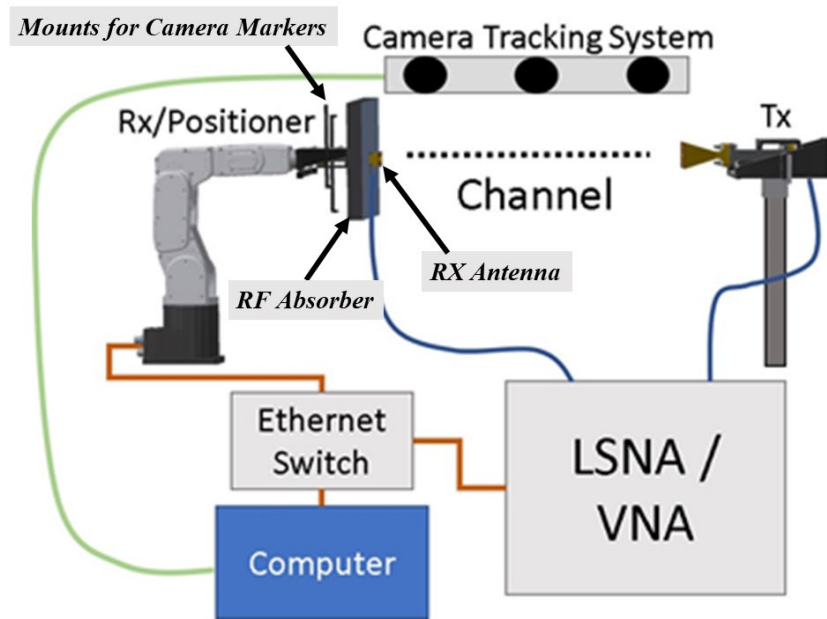 Mounts for Camera Markers
Camera Tracking System
Rx/Positioner
Tx
Channel
RX Antenna
RF Absorber
Ethernet
Switch
LSNA /
VNA
Computer